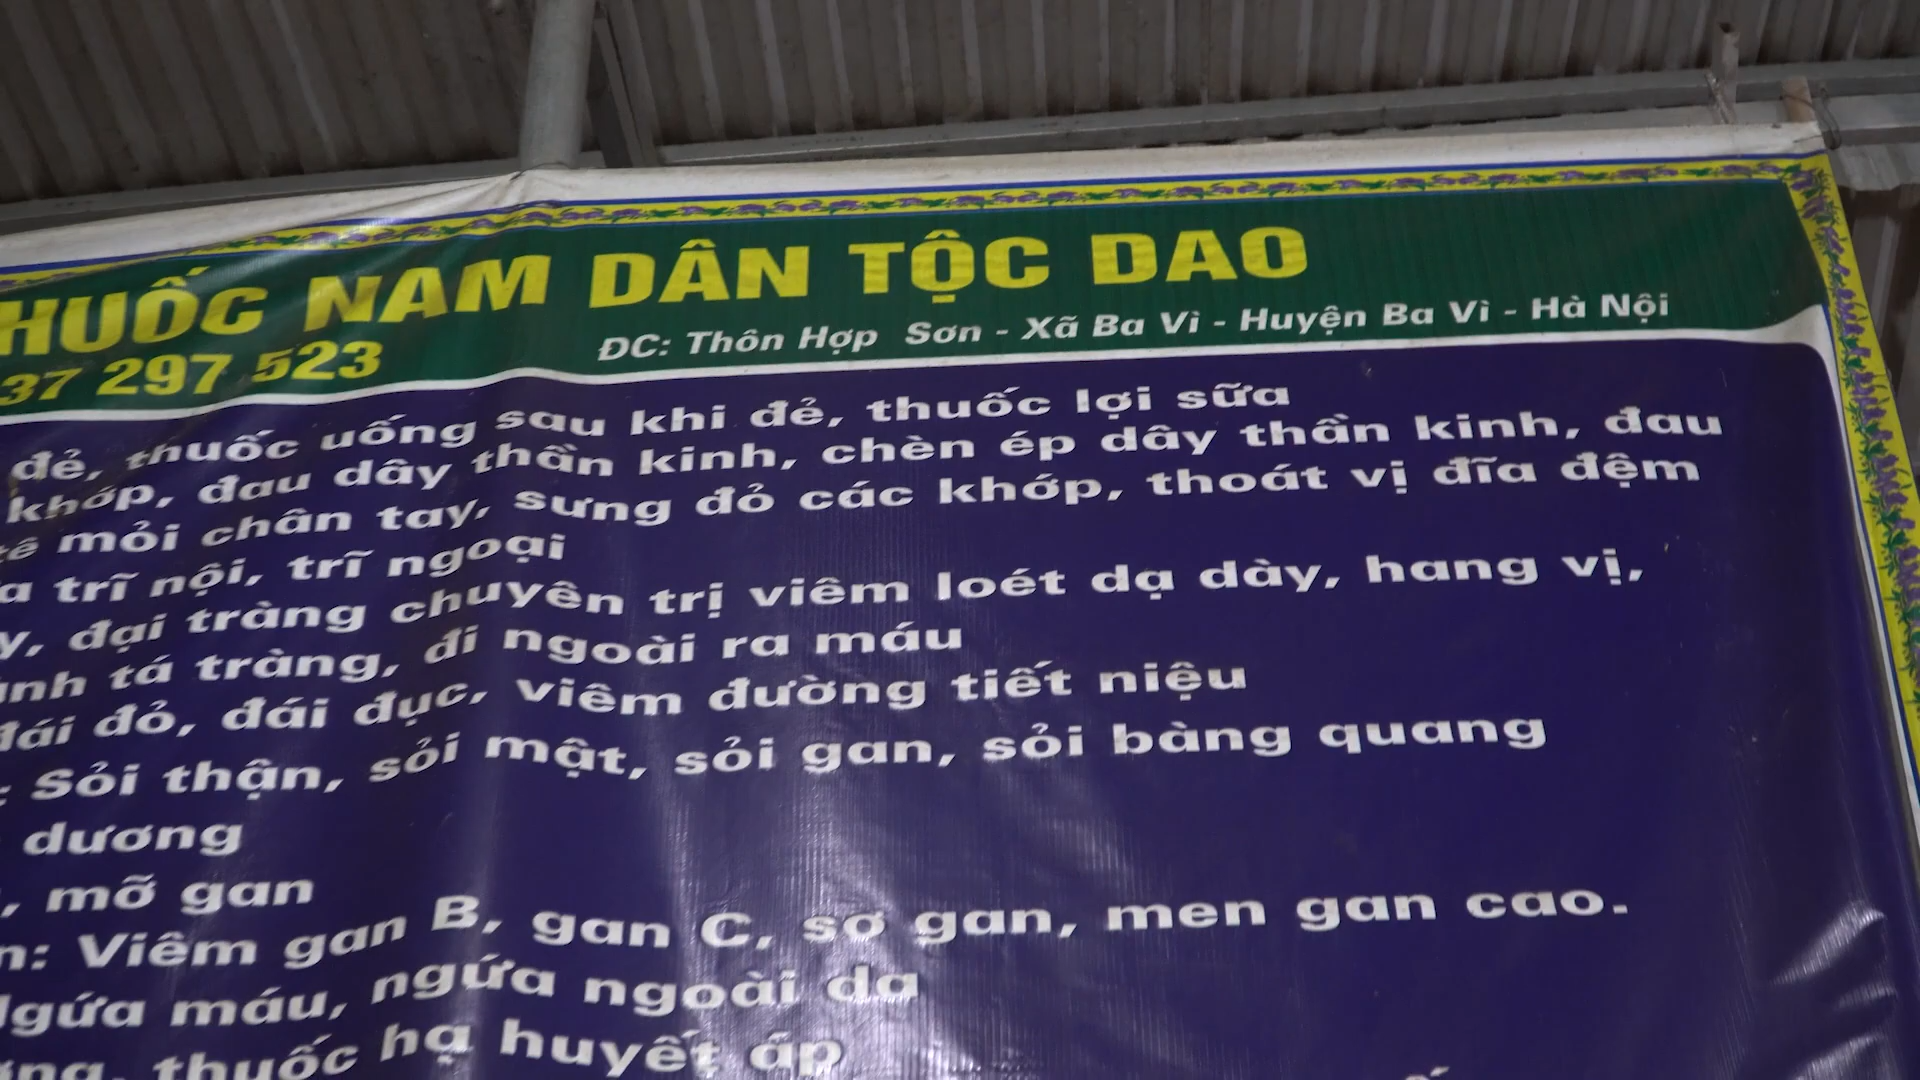 HUỐC NAM DÂN TỘC DAO
37 297 523
ĐC: Thôn Hợp Sơn - Xã Ba Vì - Huyện Ba Vì - Hà Nội
đẻ, thuốc uống sau khi đẻ, thuốc lợi sữa
khớp, đau dây thần kinh, chèn ép dây thần kinh, đau
tê mỏi chân tay, sưng đỏ các khớp, thoát vị đĩa đệm
a trĩ nội, trĩ ngoại
y, đại tràng chuyên trị viêm loét dạ dày, hang vị,
ành tá tràng, đi ngoài ra máu
đái đỏ, đái đục, viêm đường tiết niệu
: Sỏi thận, sỏi mật, sỏi gan, sỏi bàng quang
dương
, mỡ gan
n: Viêm gan B, gan C, sơ gan, men gan cao.
Ngứa máu, ngứa ngoài da
ng, thuốc hạ huyết áp